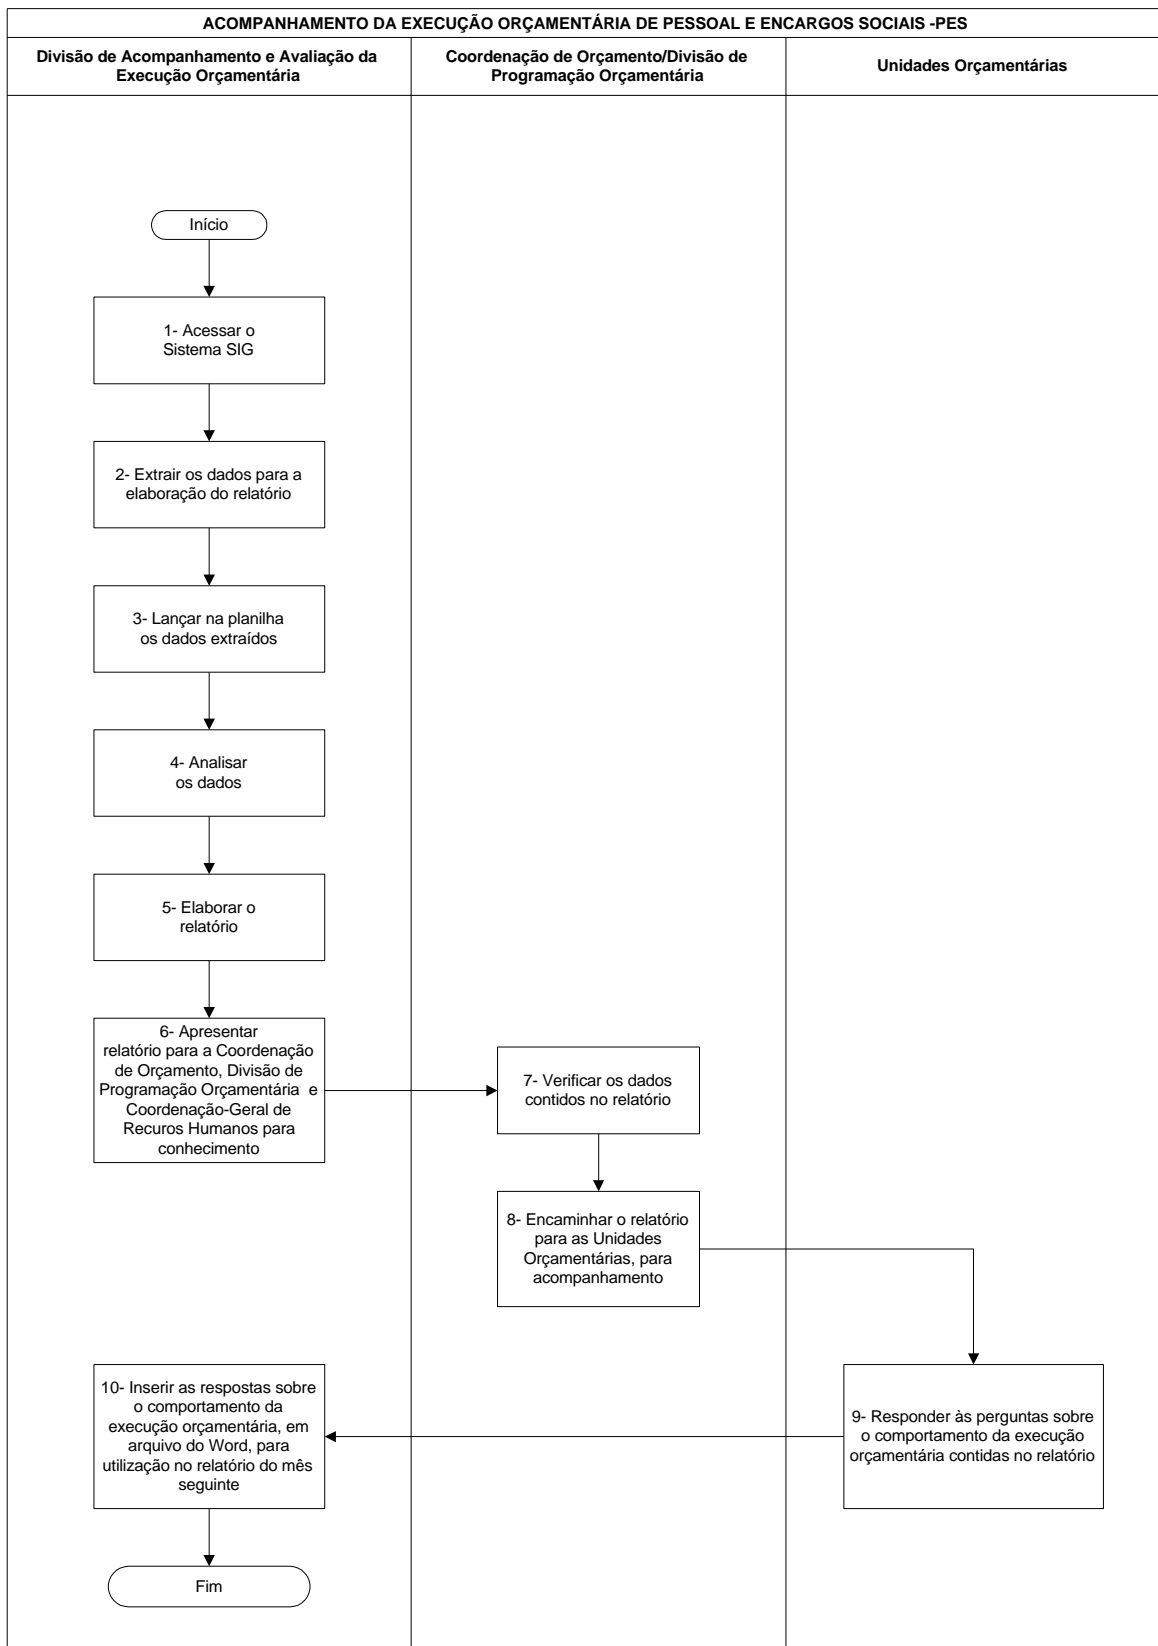 ACOMPANHAMENTO DA EXECUÇÃO ORÇAMENTÁRIA DE PESSOAL E ENCARGOS SOCIAIS -PES
Divisão de Acompanhamento e Avaliação da
Execução Orçamentária
Coordenação de Orçamento/Divisão de
Programação Orçamentária
Unidades Orçamentárias
Início
1- Acessar o
Sistema SIG
2- Extrair os dados para a
elaboração do relatório
3- Lançar na planilha
os dados extraídos
4- Analisar
os dados
5- Elaborar o
relatório
6- Apresentar
relatório para a Coordenação
de Orçamento, Divisão de
Programação Orçamentária e
Coordenação-Geral de
Recuros Humanos para
conhecimento
7- Verificar os dados
contidos no relatório
8- Encaminhar o relatório
para as Unidades
Orçamentárias, para
acompanhamento
9- Responder às perguntas sobre
o comportamento da execução
orçamentária contidas no relatório
10- Inserir as respostas sobre
o comportamento da
execução orçamentária, em
arquivo do Word, para
utilização no relatório do mês
seguinte
Fim